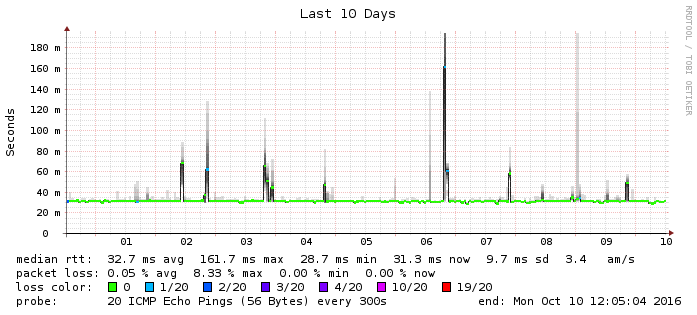 Last 10 Days
RRDTOOL / TOBI OETIKER
Seconds
180 m
160 m
140 m
120 m
100 m
80 m
60 m
40 m
20 m
0
01 02 03 04 05 06 07 08 09 10
median rtt: 32.7 ms avg 161.7 ms max 28.7 ms min 31.3 ms now 9.7 ms sd 3.4 am/s
packet loss: 0.05 % avg 8.33 % max 0.00 % min 0.00 % now
loss color: 0 1/20 2/20 3/20 4/20 10/20 19/20
probe: 20 ICMP Echo Pings (56 Bytes) every 300s end: Mon Oct 10 12:05:04 2016